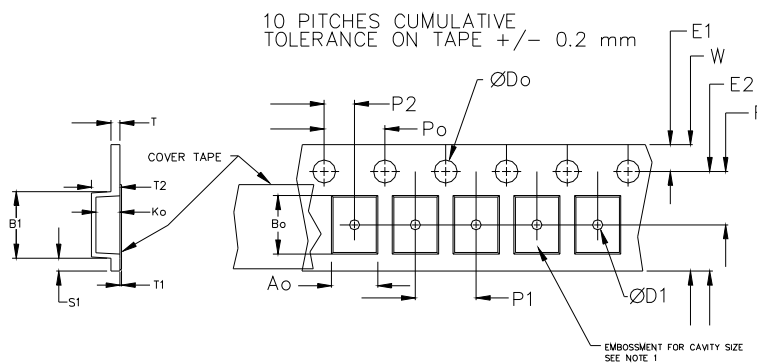 10 PITCHES CUMULATIVE
TOLERANCE ON TAPE +/- 0.2 mm
E1
W
E2
ØDo
P2
Po
T
COVER TAPE
T2
Ko
B1
Bo
S1
T1
Ao
P1
ØD1
EMBOSSMENT FOR CAVITY SIZE
SEE NOTE 1